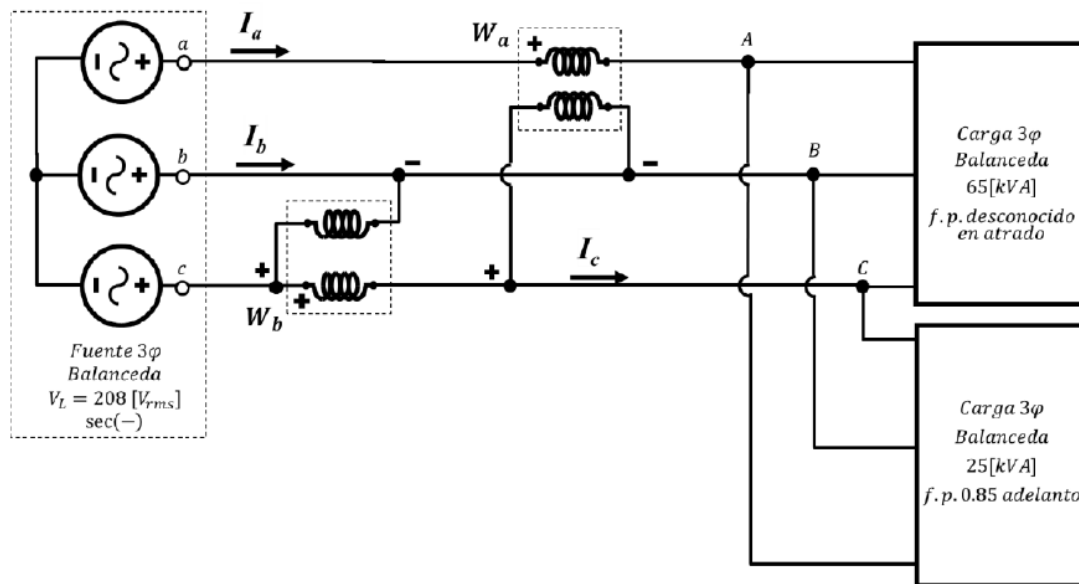 I_a
a
W_a
+
A
I_b
b
B
−
−
Carga 3φ
Balanceda
65[kVA]
f.p. desconocido
en atrado
c
+
+
W_b
+
I_c
C
Fuente 3φ
Balanceda
V_L = 208 [V_rms]
sec(−)
Carga 3φ
Balanceda
25[kVA]
f.p. 0.85 adelanto
− +
− +
− +